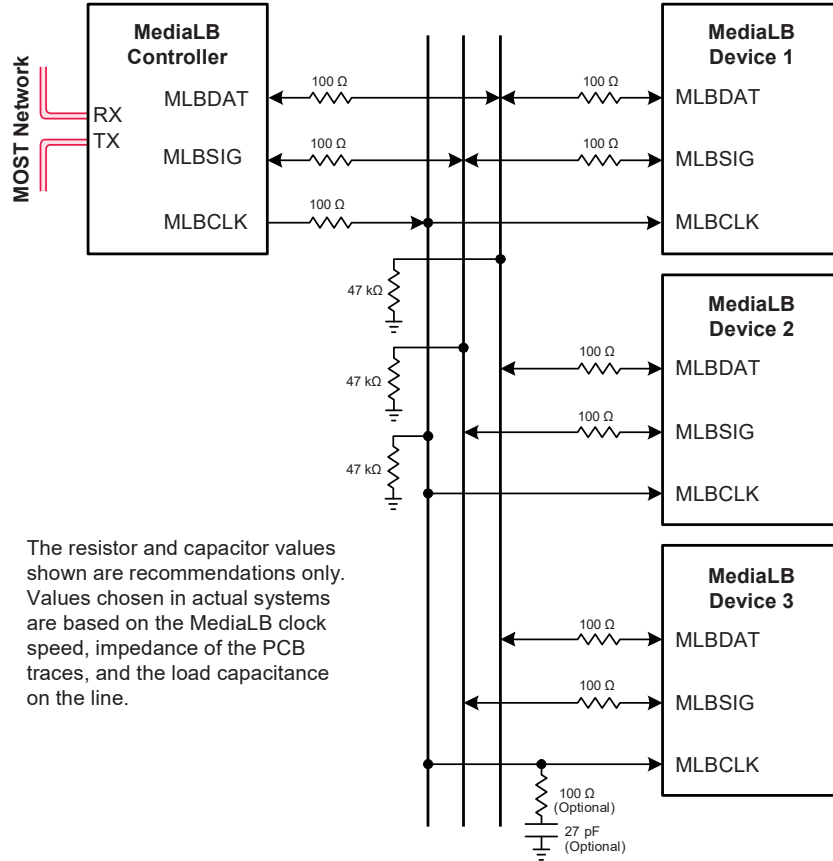 MediaLB
Controller
MediaLB
Device 1
MOST Network
100 Ω
100 Ω
MLBDAT
MLBDAT
RX
TX
100 Ω
100 Ω
MLBSIG
MLBSIG
100 Ω
MLBCLK
MLBCLK
47 kΩ
MediaLB
Device 2
47 kΩ
100 Ω
MLBDAT
100 Ω
MLBSIG
47 kΩ
MLBCLK
The resistor and capacitor values
shown are recommendations only.
Values chosen in actual systems
are based on the MediaLB clock
speed, impedance of the PCB
traces, and the load capacitance
on the line.
MediaLB
Device 3
100 Ω
MLBDAT
100 Ω
MLBSIG
MLBCLK
100 Ω
(Optional)
27 pF
(Optional)